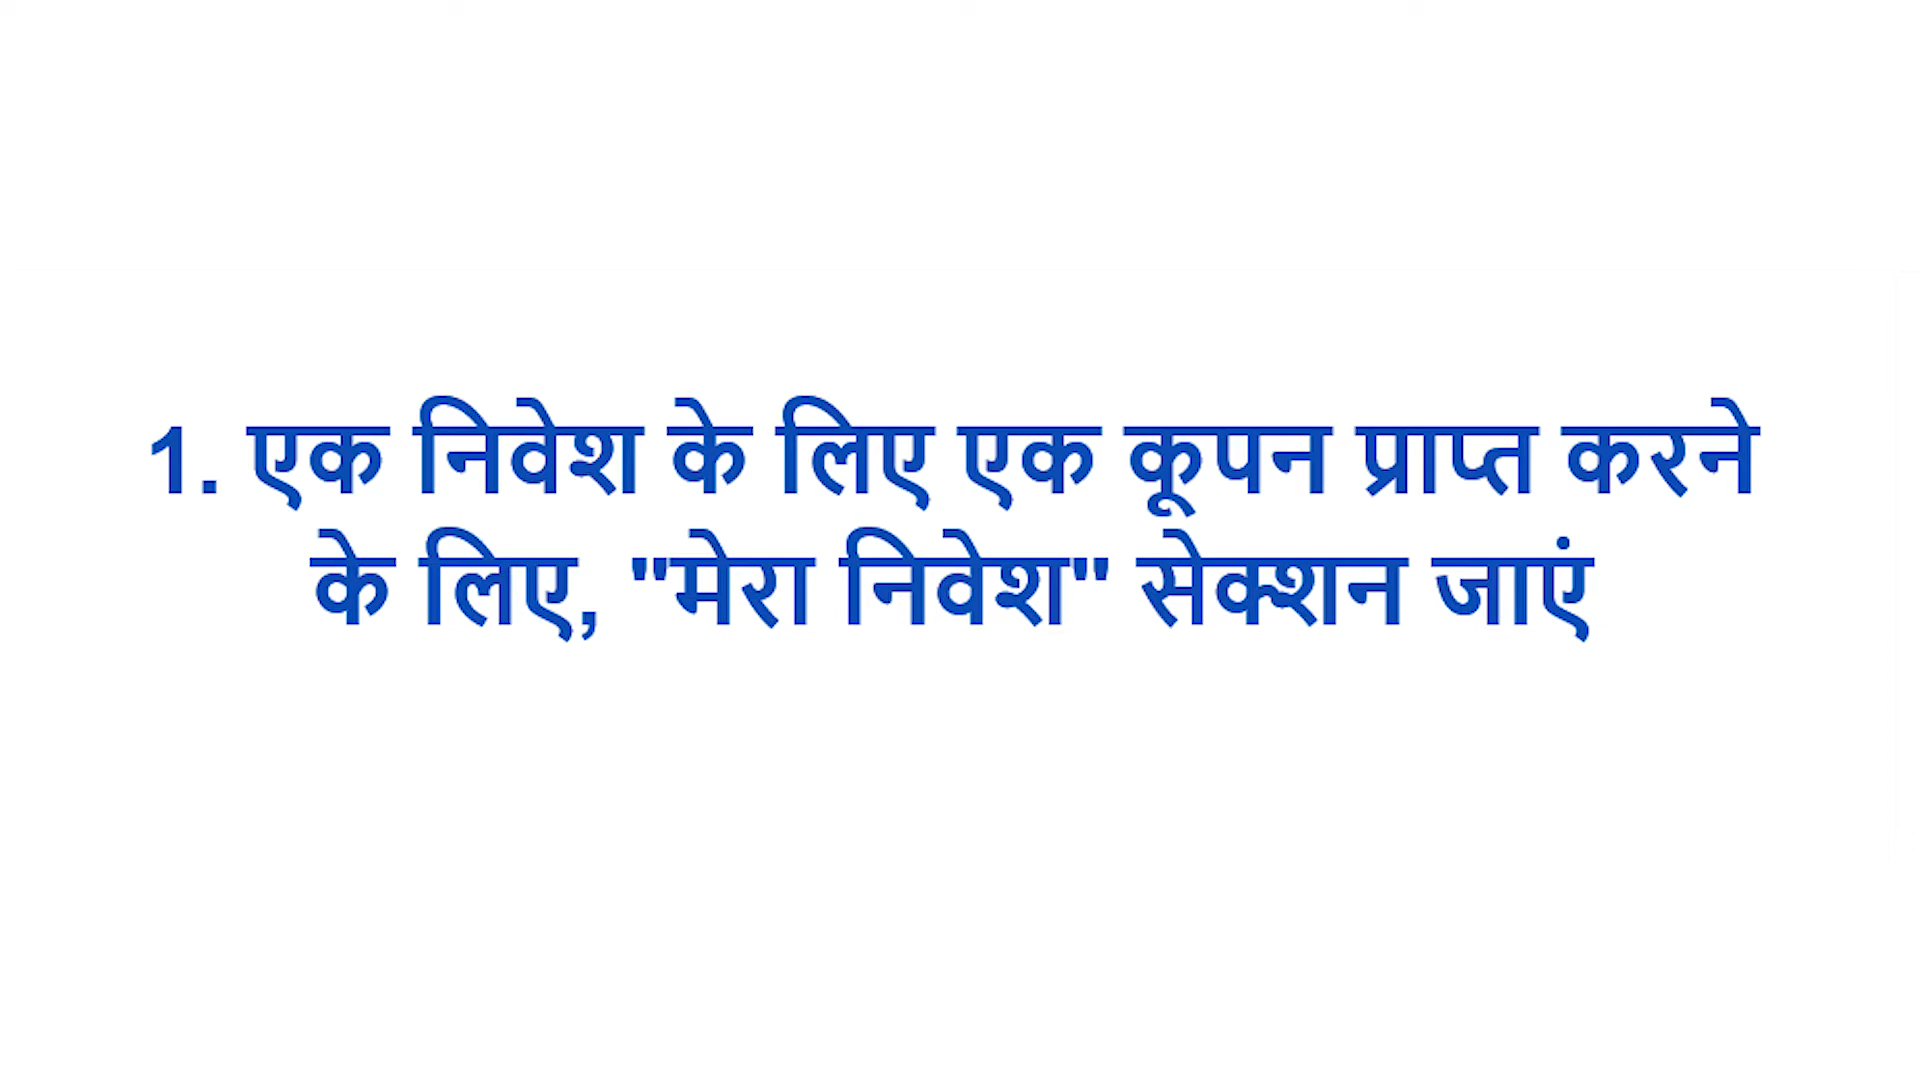 1. एक निवेश के लिए एक कूपन प्राप्त करने
के लिए, "मेरा निवेश" सेक्शन जाएं